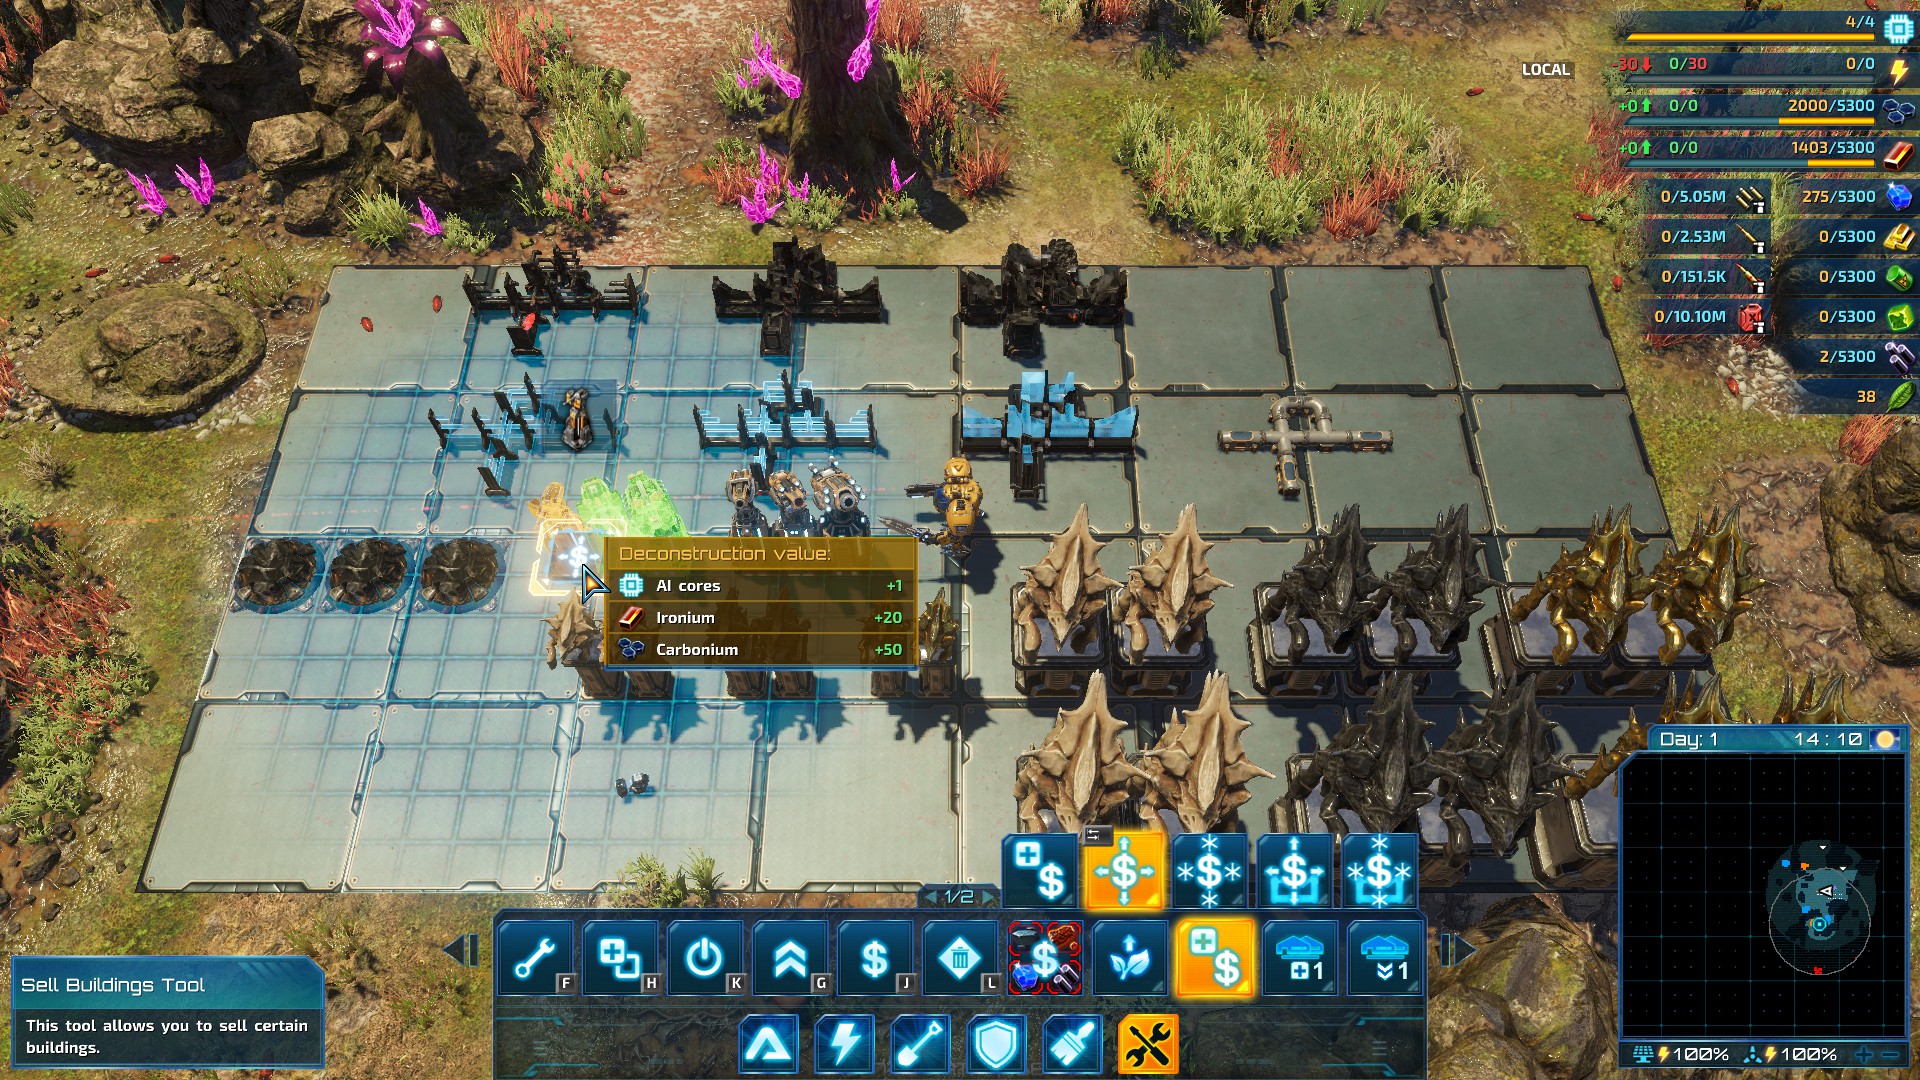 4/4
LOCAL
-30 0/30 0/0
+0 0/0 2000/5300
+0 0/0 1403/5300
0/5.05M 275/5300
0/2.53M 0/5300
0/151.5K 0/5300
0/10.10M 0/5300
2/5300
38
Deconstruction value:
AI cores +1
Ironium +20
Carbonium +50
Day: 1 14:10
1/2
F H K G J L 1 1
Sell Buildings Tool
This tool allows you to sell certain
buildings.
100% 100%